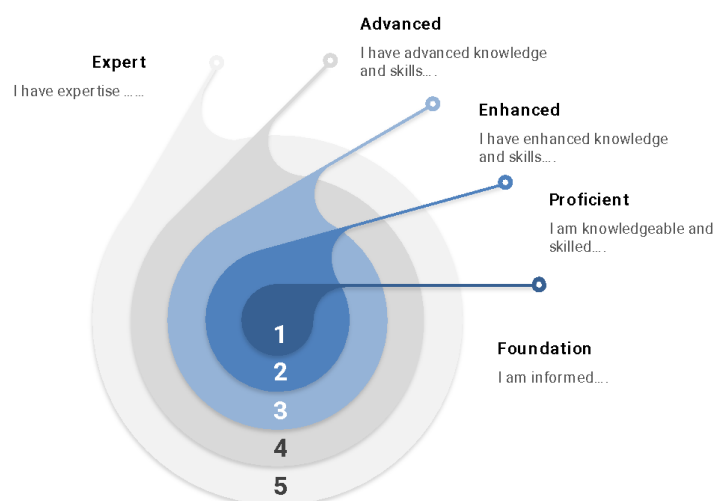 Advanced
I have advanced knowledge
and skills....
Expert
I have expertise ......
Enhanced
I have enhanced knowledge
and skills....
Proficient
I am knowledgeable and
skilled....
Foundation
I am informed....
1
2
3
4
5